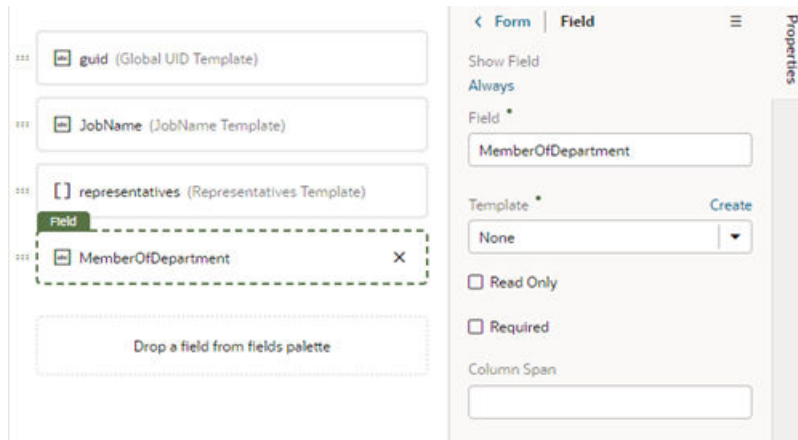 guid (Global UID Template)
JobName (JobName Template)
representatives (Representatives Template)
Field
MemberOfDepartment
Drop a field from fields palette
Form | Field
Show Field
Always
Field
MemberOfDepartment
Template Create
None
Read Only
Required
Column Span
Properties